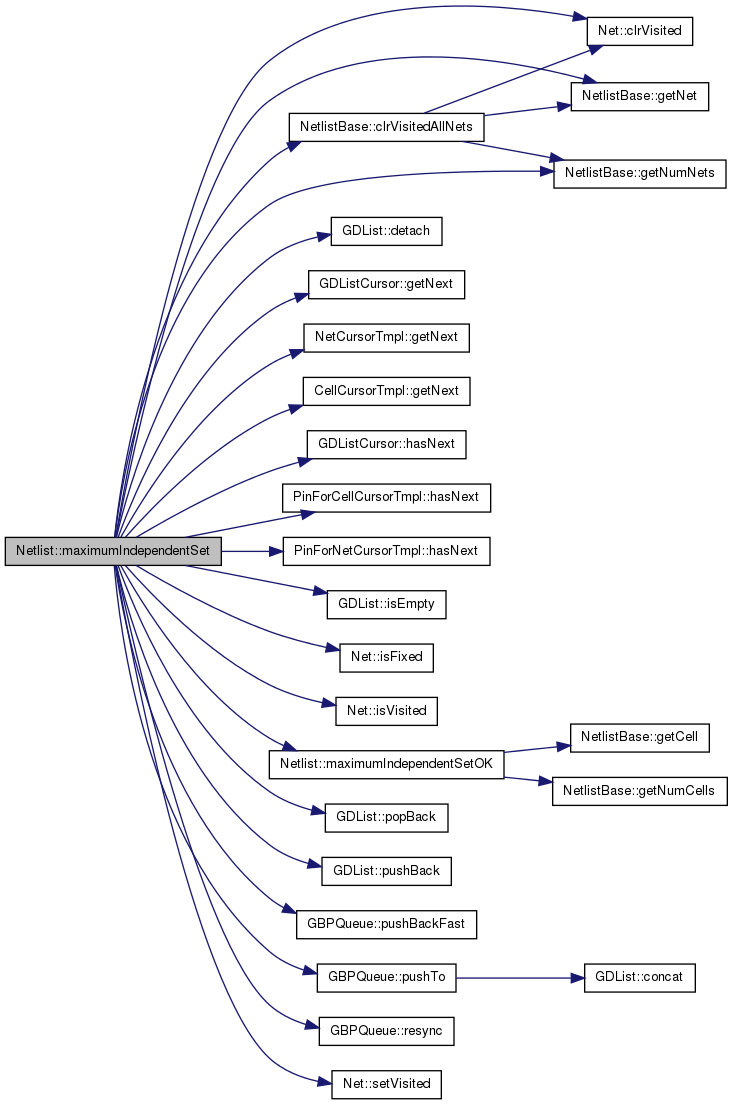 Net::clrVisited
NetlistBase::getNet
NetlistBase::clrVisitedAllNets
NetlistBase::getNumNets
GDList::detach
GDListCursor::getNext
NetCursorTmpl::getNext
CellCursorTmpl::getNext
GDListCursor::hasNext
PinForCellCursorTmpl::hasNext
Netlist::maximumIndependentSet
PinForNetCursorTmpl::hasNext
GDList::isEmpty
Net::isFixed
Net::isVisited
NetlistBase::getCell
Netlist::maximumIndependentSetOK
NetlistBase::getNumCells
GDList::popBack
GDList::pushBack
GBPQueue::pushBackFast
GBPQueue::pushTo
GDList::concat
GBPQueue::resync
Net::setVisited